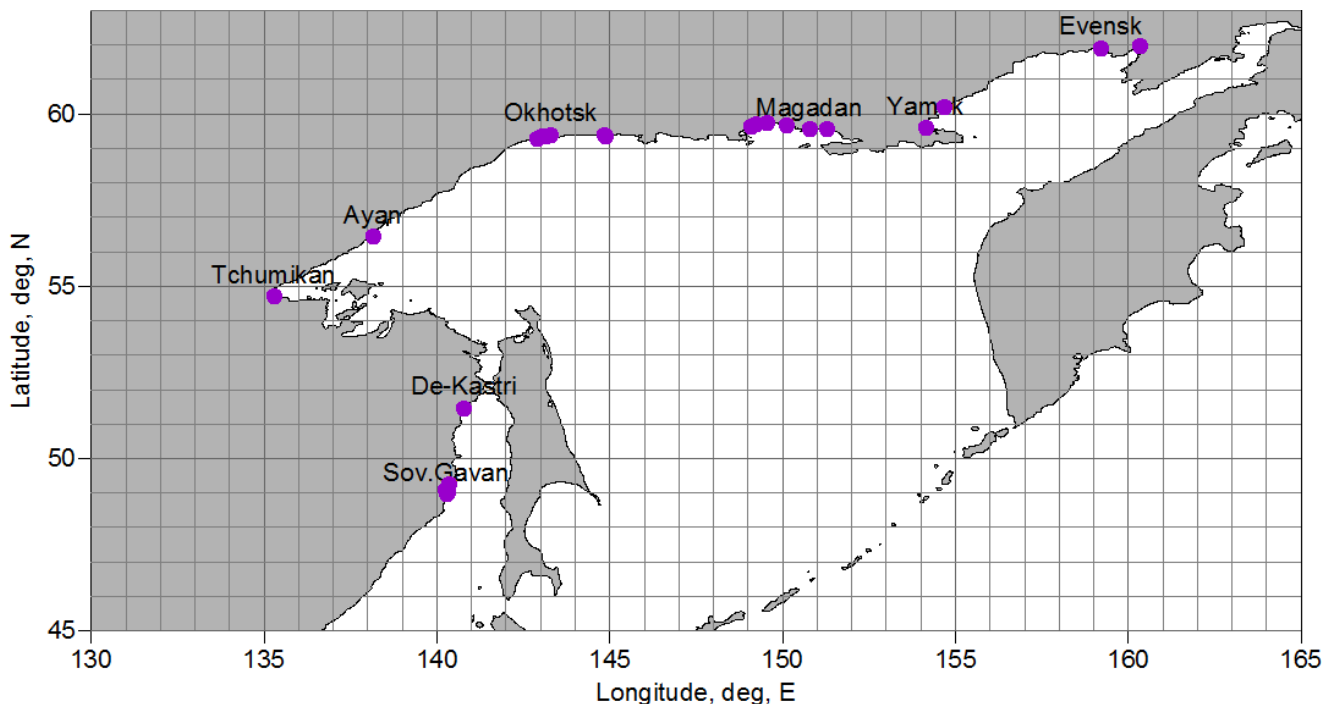 Evensk
Okhotsk
Magadan
Yamsk
60
Ayan
Tchumikan
55
De-Kastri
50
Sov.Gavan
45
130
135
140
145
150
155
160
165
Longitude, deg, E
Latitude, deg, N